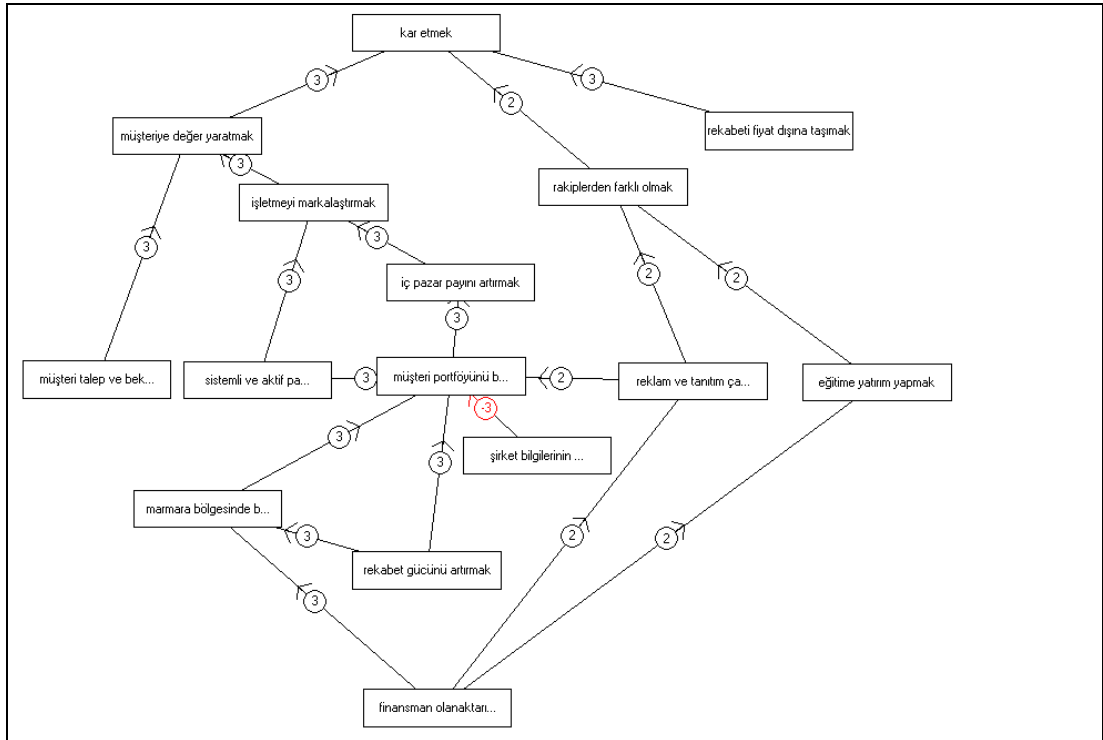 kar etmek
3
2
3
müşteriye değer yaratmak
rekabeti fiyat dışına taşımak
3
işletmeyi markalaştırmak
rakiplerden farklı olmak
3
3
3
2
2
iç pazar payını artırmak
3
müşteri talep ve bek...
sistemli ve aktif pa...
3
müşteri portföyünü b...
2
reklam ve tanıtım ça...
eğitime yatırım yapmak
-3
3
3
şirket bilgilerinin ...
marmara bölgesinde b...
3
2
2
rekabet gücünü artırmak
3
finansman olanaktarı...